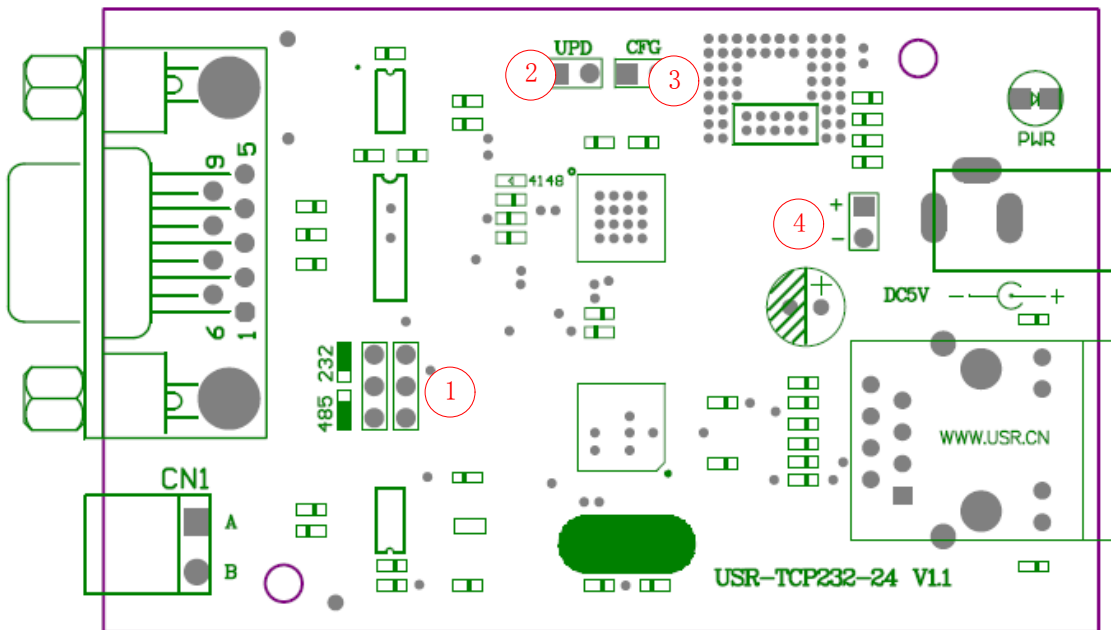 UPD CFG
2
3
PWR
9 5
4148
+
4
−
+
DC5V − +
6 1
232
485
1
WWW.USR.CN
CN1
A
B
USR-TCP232-24 V1.1